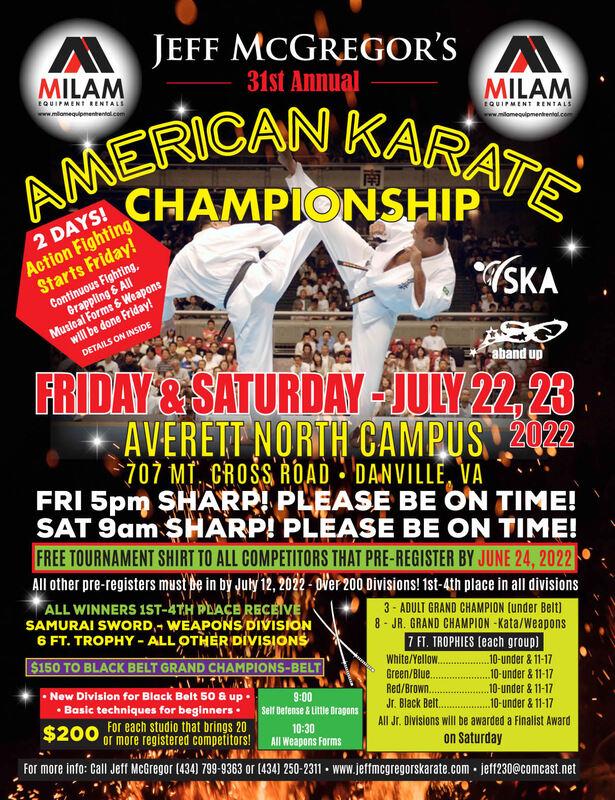 JEFF MCGREGOR'S
31st Annual
MILAM
EQUIPMENT RENTALS
www.milamequipmentrental.com
MILAM
EQUIPMENT RENTALS
www.milamequipmentrental.com
AMERICAN KARATE
CHAMPIONSHIP
南
2 DAYS!
Action Fighting
Starts Friday!
Continuous Fighting,
Grappling & All
Musical Forms & Weapons
will be done Friday!
DETAILS ON INSIDE
SKA
aband up
FRIDAY & SATURDAY - JULY 22, 23
2022
AVERETT NORTH CAMPUS
707 MT. CROSS ROAD • DANVILLE, VA
FRI 5pm SHARP! PLEASE BE ON TIME!
SAT 9am SHARP! PLEASE BE ON TIME!
FREE TOURNAMENT SHIRT TO ALL COMPETITORS THAT PRE-REGISTER BY JUNE 24, 2022
All other pre-registers must be in by July 12, 2022 - Over 200 Divisions! 1st-4th place in all divisions
ALL WINNERS 1ST-4TH PLACE RECEIVE
SAMURAI SWORD - WEAPONS DIVISION
6 FT. TROPHY - ALL OTHER DIVISIONS
$150 TO BLACK BELT GRAND CHAMPIONS-BELT
• New Division for Black Belt 50 & up •
• Basic techniques for beginners •
$200 For each studio that brings 20
or more registered competitors!
9:00
Self Defense & Little Dragons
10:30
All Weapons Forms
3 - ADULT GRAND CHAMPION (under Belt)
8 - JR. GRAND CHAMPION -Kata/Weapons
7 FT. TROPHIES (each group)
White/Yellow..............10-under & 11-17
Green/Blue..............10-under & 11-17
Red/Brown..............10-under & 11-17
Jr. Black Belt..............10-under & 11-17
All Jr. Divisions will be awarded a Finalist Award
on Saturday
For more info: Call Jeff McGregor (434) 799-9363 or (434) 250-2311 • www.jeffmcgregorskarate.com • jeff230@comcast.net